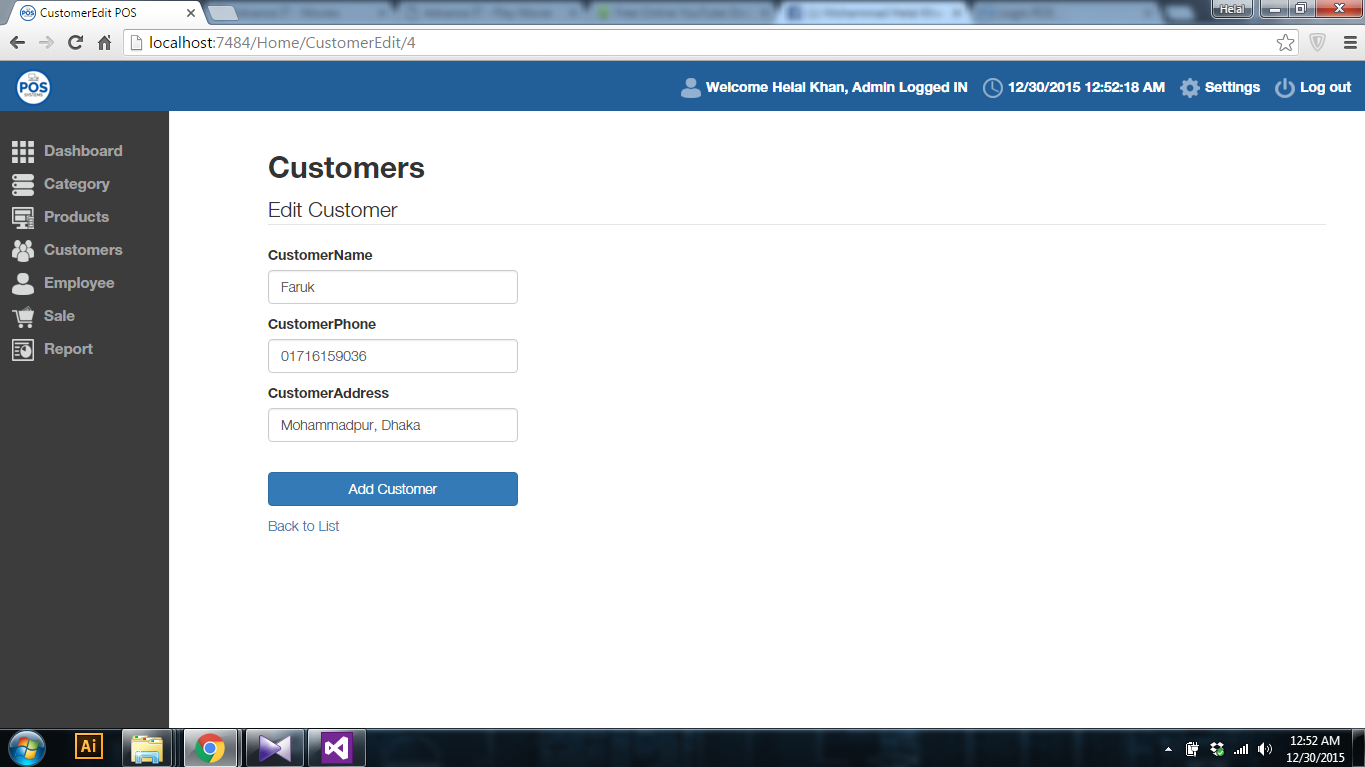 POS CustomerEdit POS
Helal
localhost:7484/Home/CustomerEdit/4
POS
SYSTEMS
Welcome Helal Khan, Admin Logged IN
12/30/2015 12:52:18 AM
Settings
Log out
Dashboard
Category
Products
Customers
Employee
Sale
Report
Customers
Edit Customer
CustomerName
Faruk
CustomerPhone
01716159036
CustomerAddress
Mohammadpur, Dhaka
Add Customer
Back to List
Ai
12:52 AM
12/30/2015